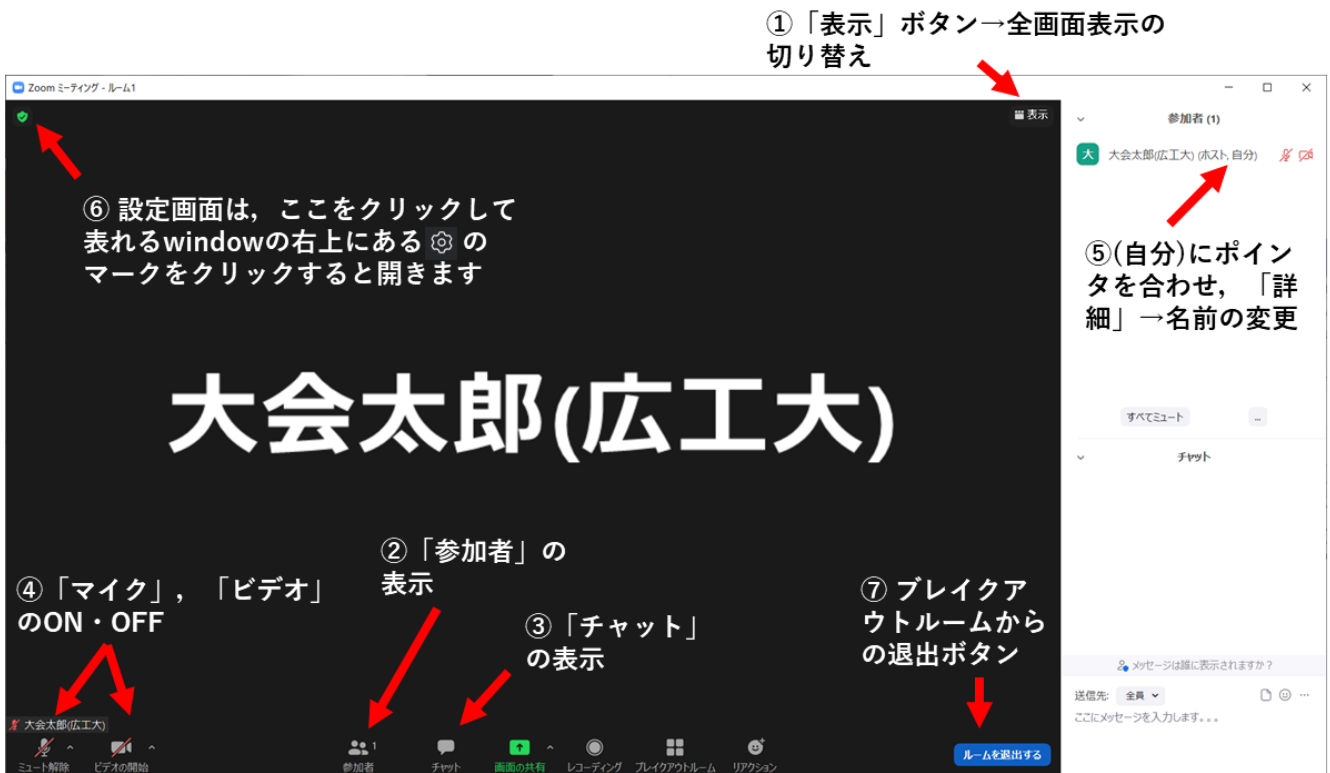 ①「表示」ボタン→全画面表示の
切り替え
Zoom ミーティング - ルーム1
表示
参加者 (1)
大 大会太郎(広工大) (ホスト, 自分)
⑥ 設定画面は，ここをクリックして
表れるwindowの右上にある の
マークをクリックすると開きます
⑤(自分)にポイン
タを合わせ，「詳
細」→名前の変更
大会太郎(広工大)
すべてミュート ...
チャット
②「参加者」の
表示
④「マイク」，「ビデオ」
のON・OFF
③「チャット」
の表示
⑦ ブレイクア
ウトルームから
の退出ボタン
メッセージは誰に表示されますか？
送信先: 全員
ここにメッセージを入力します。。。
大会太郎(広工大)
ミュート解除 ビデオの開始 参加者 1 チャット 画面の共有 レコーディング ブレイクアウトルーム リアクション ルームを退出する